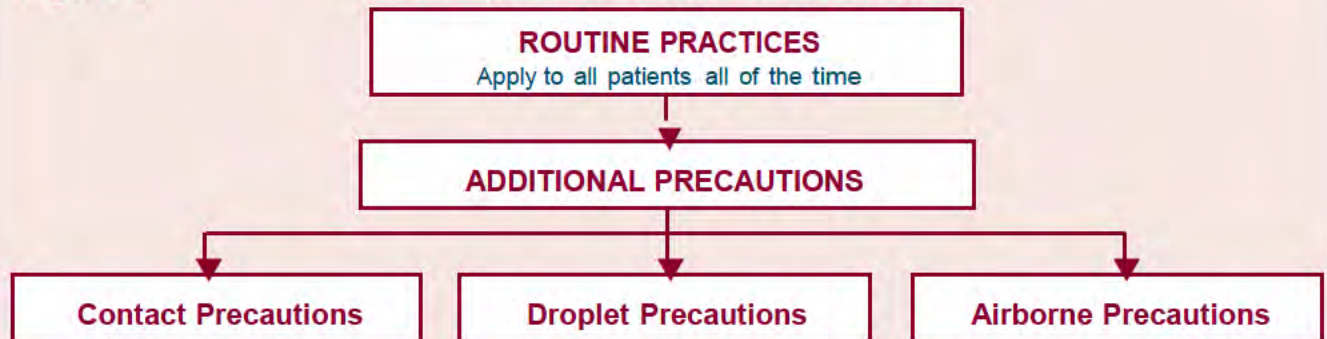 ROUTINE PRACTICES
Apply to all patients all of the time
ADDITIONAL PRECAUTIONS
Contact Precautions
Droplet Precautions
Airborne Precautions